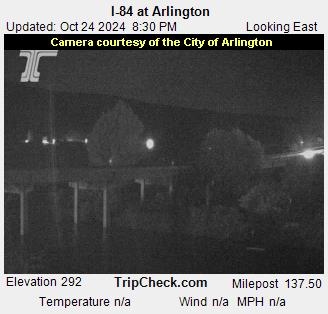 I-84 at Arlington
Updated: Oct 24 2024 8:30 PM Looking East
Camera courtesy of the City of Arlington
Elevation 292 TripCheck.com Milepost 137.50
Temperature n/a Wind n/a MPH n/a